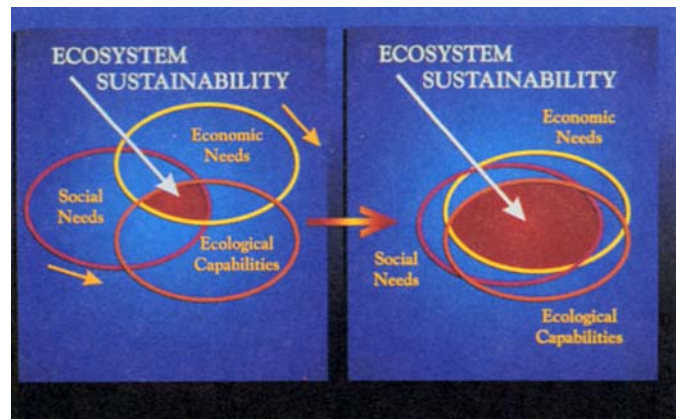 ECOSYSTEM
SUSTAINABILITY
Economic
Needs
Social
Needs
Ecological
Capabilities
ECOSYSTEM
SUSTAINABILITY
Economic
Needs
Social
Needs
Ecological
Capabilities